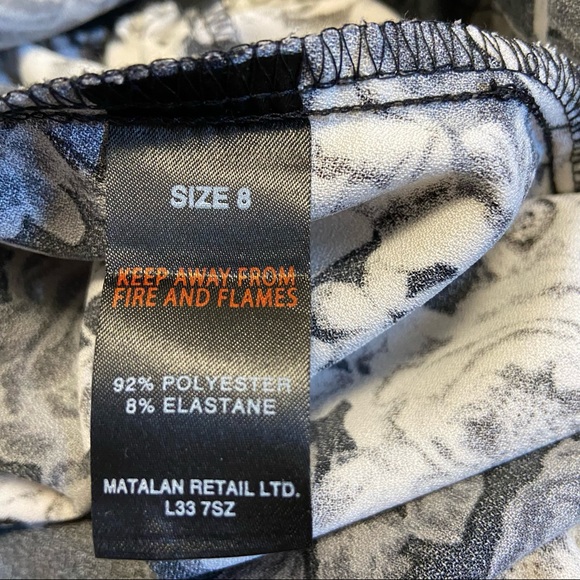 SIZE 8
KEEP AWAY FROM
FIRE AND FLAMES
92% POLYESTER
8% ELASTANE
MATALAN RETAIL LTD.
L33 7SZ